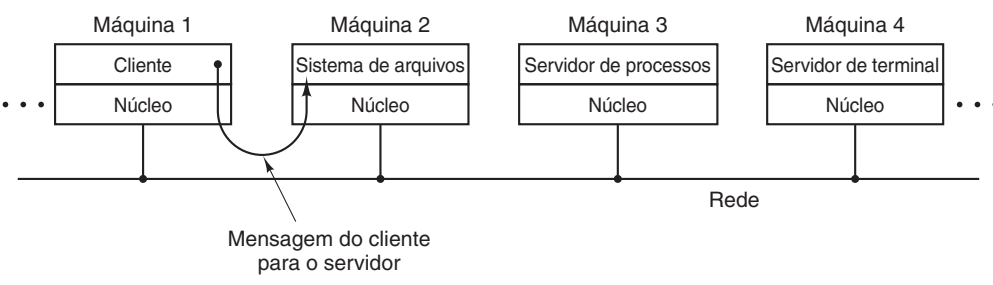 Máquina 1
Máquina 2
Máquina 3
Máquina 4
Cliente
Sistema de arquivos
Servidor de processos
Servidor de terminal
Núcleo
Núcleo
Núcleo
Núcleo
Rede
Mensagem do cliente
para o servidor